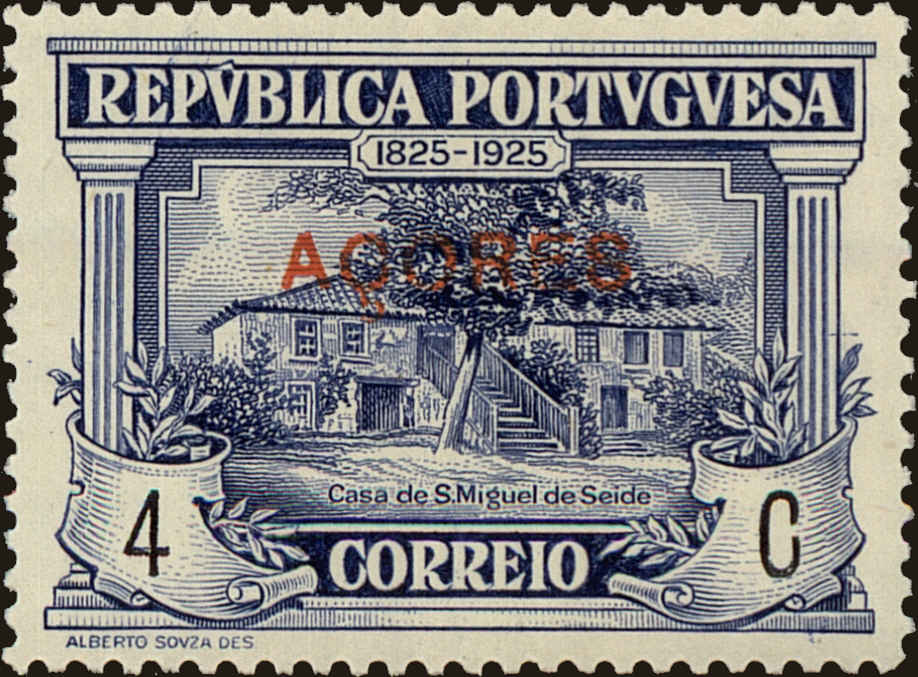 REPVBLICA PORTVGVESA
1825-1925
AÇORES
Casa de S.Miguel de Seide
4 C
CORREIO
ALBERTO SOVZA DES